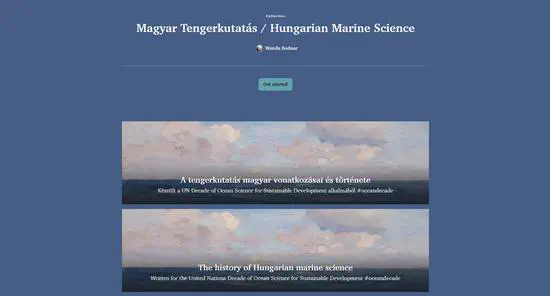 Collection
Magyar Tengerkutatás / Hungarian Marine Science
Wanda Bodnar
Get started
A tengerkutatás magyar vonatkozásai és története
Készült a UN Decade of Ocean Science for Sustainable Development alkalmából #oceandecade
The history of Hungarian marine science
Written for the United Nations Decade of Ocean Science for Sustainable Development #oceandecade